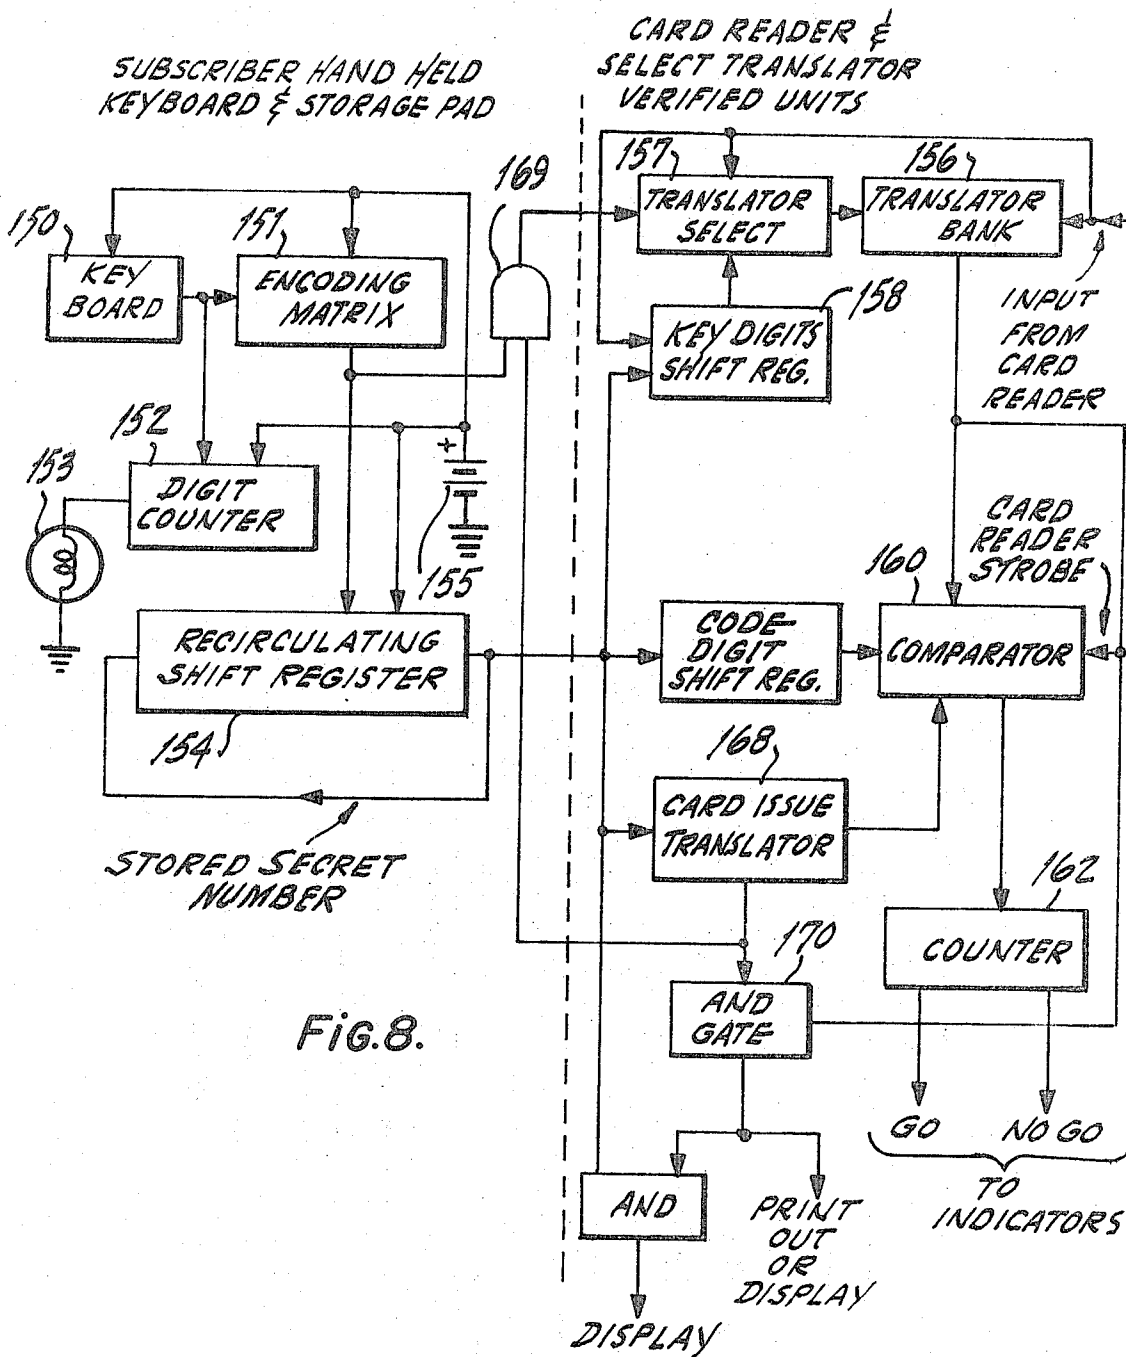 SUBSCRIBER HAND HELD
KEYBOARD & STORAGE PAD
CARD READER &
SELECT TRANSLATOR
VERIFIED UNITS
150
KEY
BOARD
151
ENCODING
MATRIX
169
157
TRANSLATOR
SELECT
156
TRANSLATOR
BANK
INPUT
FROM
CARD
READER
158
KEY DIGITS
SHIFT REG.
152
DIGIT
COUNTER
153
+
155
RECIRCULATING
SHIFT REGISTER
154
STORED SECRET
NUMBER
CODE-
DIGIT
SHIFT REG.
160
COMPARATOR
CARD
READER
STROBE
168
CARD ISSUE
TRANSLATOR
162
COUNTER
170
AND
GATE
GO
NO GO
TO
INDICATORS
AND
PRINT
OUT
OR
DISPLAY
DISPLAY
FIG.8.